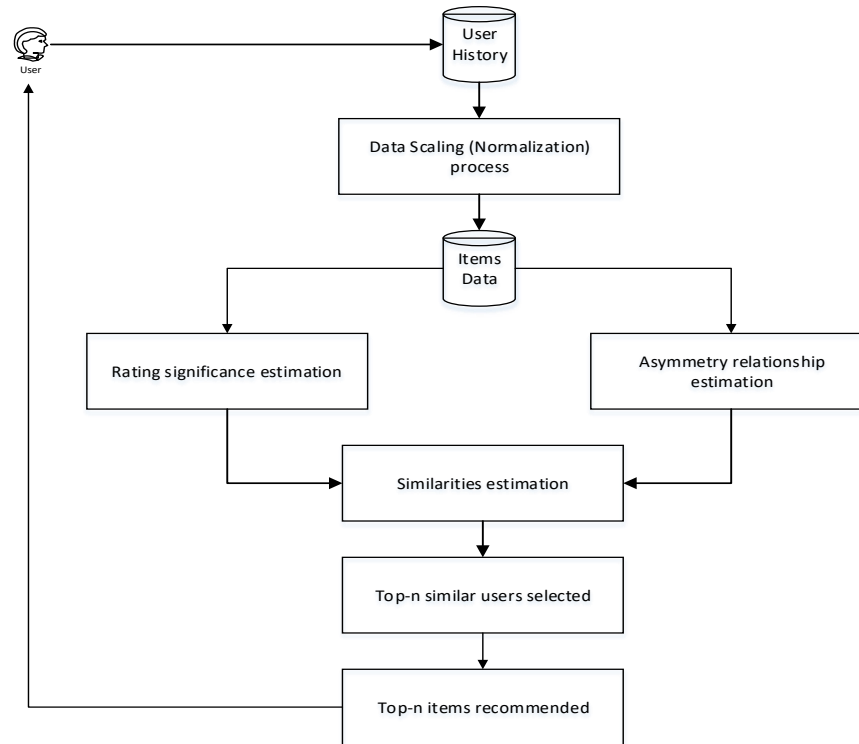 User
History
User
Data Scaling (Normalization)
process
Items
Data
Rating significance estimation
Asymmetry relationship
estimation
Similarities estimation
Top-n similar users selected
Top-n items recommended